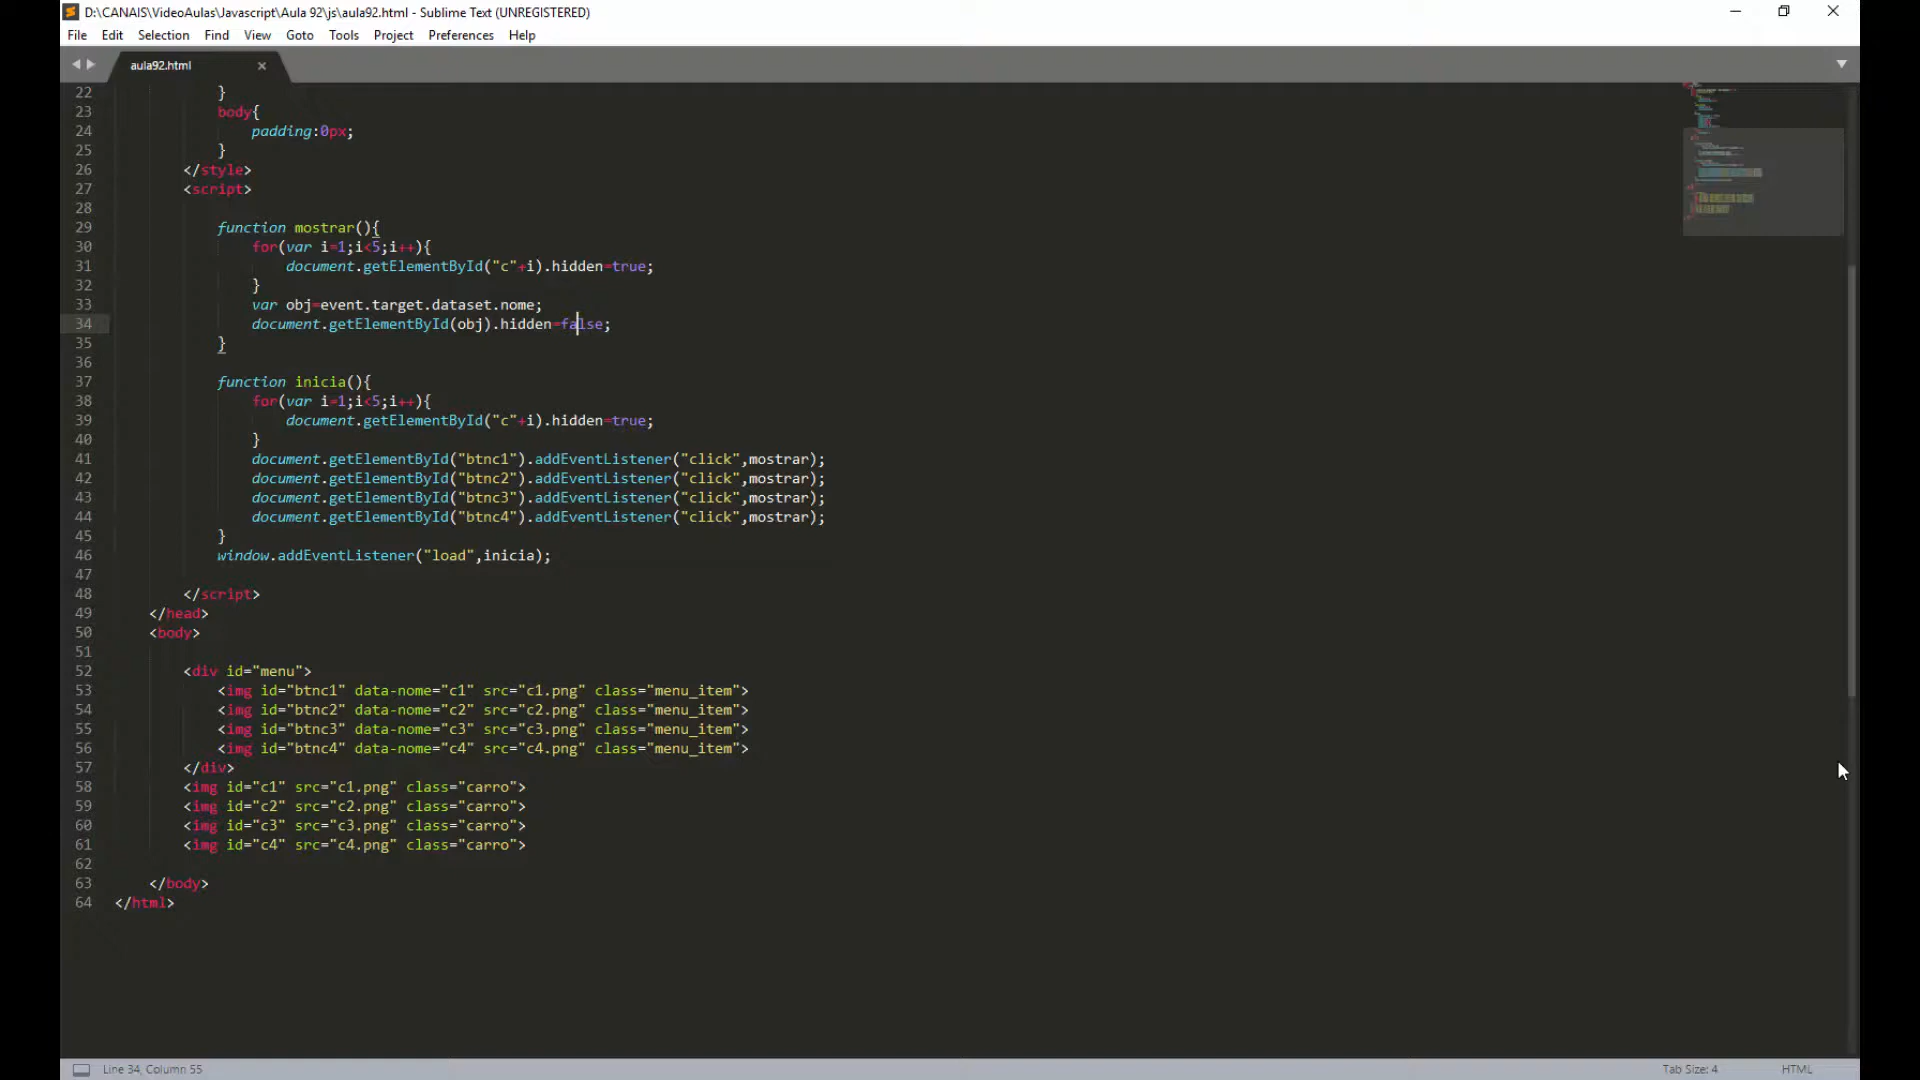 D:\CANAIS\VideoAulas\Javascript\Aula 92\js\aula92.html - Sublime Text (UNREGISTERED)
File Edit Selection Find View Goto Tools Project Preferences Help
aula92.html
22 }
23 body{
24 padding:0px;
25 }
26 </style>
27 <script>
28
29 function mostrar(){
30 for(var i=1;i<5;i++){
31 document.getElementById("c"+i).hidden=true;
32 }
33 var obj=event.target.dataset.nome;
34 document.getElementById(obj).hidden=false;
35 }
36
37 function inicia(){
38 for(var i=1;i<5;i++){
39 document.getElementById("c"+i).hidden=true;
40 }
41 document.getElementById("btnc1").addEventListener("click",mostrar);
42 document.getElementById("btnc2").addEventListener("click",mostrar);
43 document.getElementById("btnc3").addEventListener("click",mostrar);
44 document.getElementById("btnc4").addEventListener("click",mostrar);
45 }
46 window.addEventListener("load",inicia);
47
48 </script>
49 </head>
50 <body>
51
52 <div id="menu">
53 <img id="btnc1" data-nome="c1" src="c1.png" class="menu_item">
54 <img id="btnc2" data-nome="c2" src="c2.png" class="menu_item">
55 <img id="btnc3" data-nome="c3" src="c3.png" class="menu_item">
56 <img id="btnc4" data-nome="c4" src="c4.png" class="menu_item">
57 </div>
58 <img id="c1" src="c1.png" class="carro">
59 <img id="c2" src="c2.png" class="carro">
60 <img id="c3" src="c3.png" class="carro">
61 <img id="c4" src="c4.png" class="carro">
62
63 </body>
64 </html>
Line 34, Column 55 Tab Size: 4 HTML